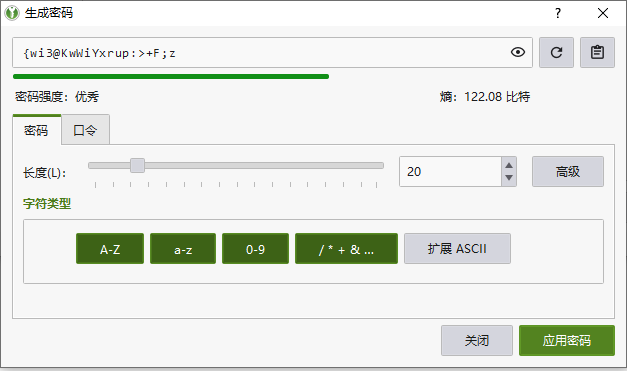 生成密码
{wi3@KwWiYxrup:>+F;z
密码强度：优秀 熵：122.08 比特
密码 口令
长度(L)： 20 高级
字符类型
A-Z a-z 0-9 / * + & ... 扩展 ASCII
关闭 应用密码